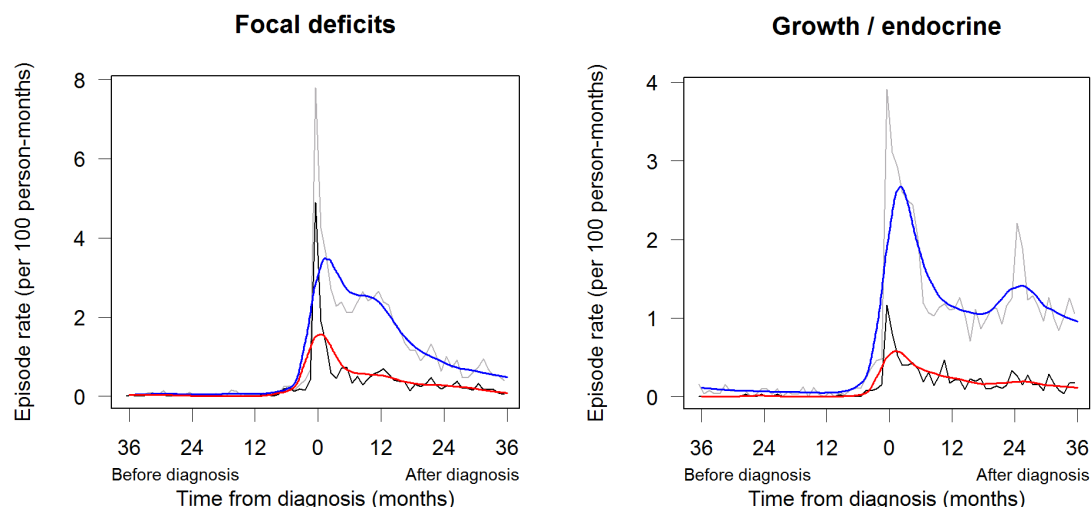 Focal deficits
Episode rate (per 100 person-months)
8
6
4
2
0
36 24 12 0 12 24 36
Before diagnosis After diagnosis
Time from diagnosis (months)
Growth / endocrine
Episode rate (per 100 person-months)
4
3
2
1
0
36 24 12 0 12 24 36
Before diagnosis After diagnosis
Time from diagnosis (months)